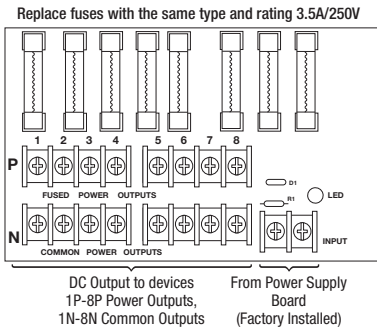 Replace fuses with the same type and rating 3.5A/250V
1 2 3 4 5 6 7 8
P
FUSED POWER OUTPUTS
D1
R1
LED
N
COMMON POWER OUTPUTS
INPUT
DC Output to devices
1P-8P Power Outputs,
1N-8N Common Outputs
From Power Supply
Board
(Factory Installed)